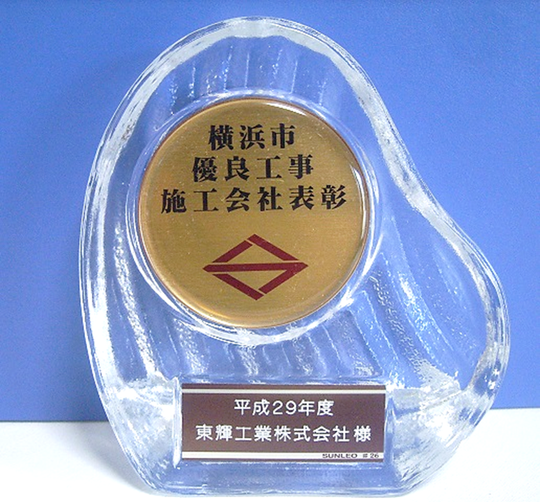 横浜市
優良工事
施工会社表彰
平成29年度
東輝工業株式会社様
SUNLEO #26